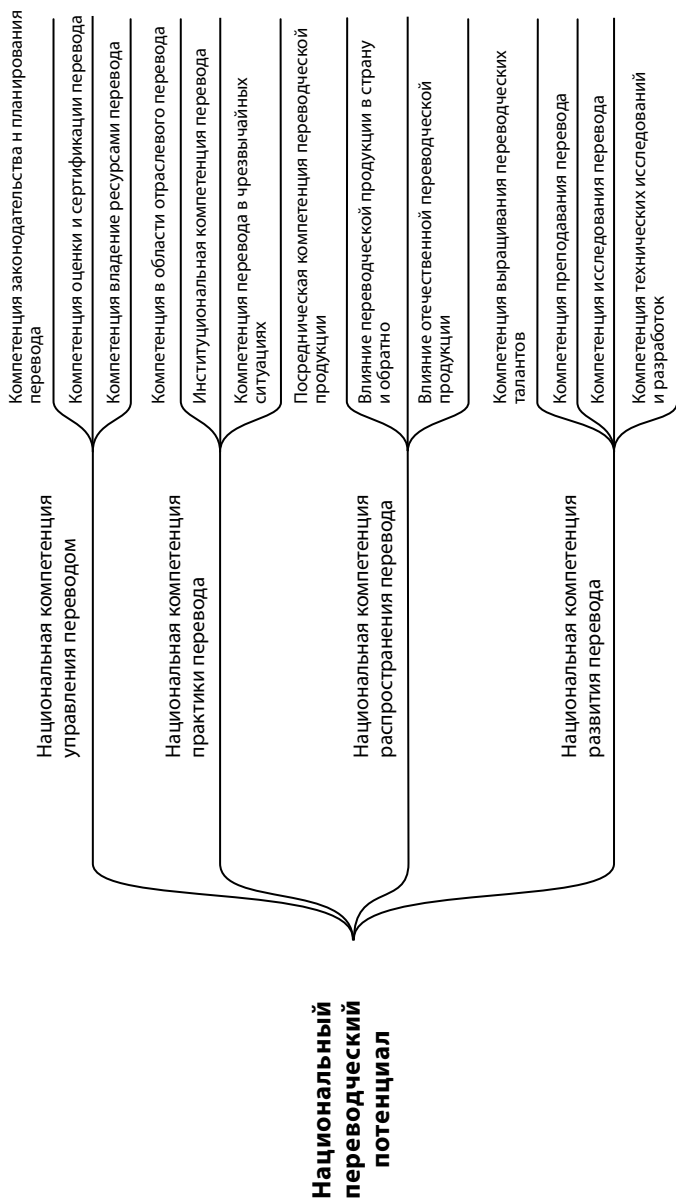 Национальный
переводческий
потенциал
Национальная компетенция
управления переводом
Компетенция законодательства н планирования
перевода
Компетенция оценки и сертификации перевода
Компетенция владение ресурсами перевода
Национальная компетенция
практики перевода
Компетенция в области отраслевого перевода
Институциональная компетенция перевода
Компетенция перевода в чрезвычайных
ситуациях
Национальная компетенция
распространения перевода
Посредническая компетенция переводческой
продукции
Влияние переводческой продукции в страну
и обратно
Влияние отечественной переводческой
продукции
Национальная компетенция
развития перевода
Компетенция выращивания переводческих
талантов
Компетенция преподавания перевода
Компетенция исследования перевода
Компетенция технических исследований
и разработок